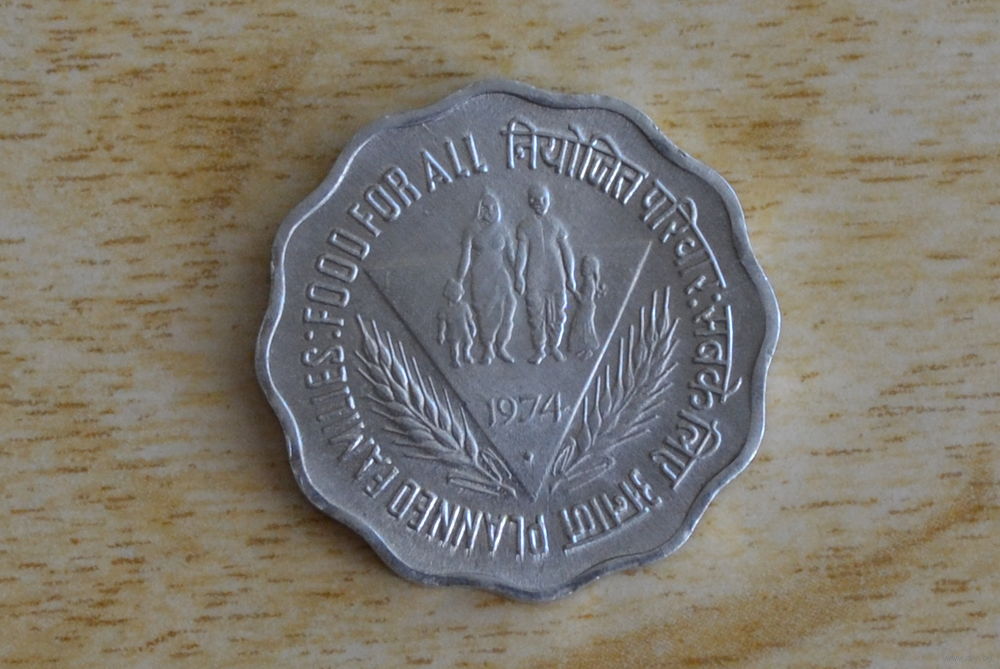 PLANNED FAMILIES: FOOD FOR ALL
नियोजित परिवार: सबके लिए अनाज
1974